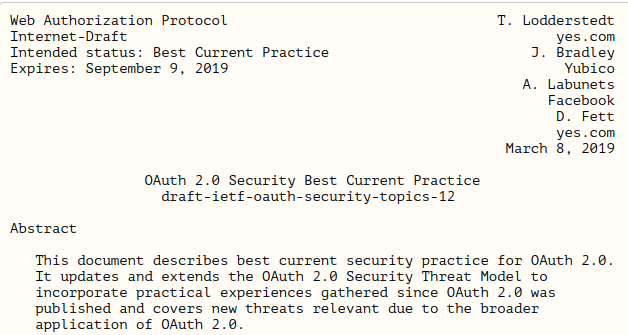 Web Authorization Protocol                                T. Lodderstedt
Internet-Draft                                                   yes.com
Intended status: Best Current Practice                        J. Bradley
Expires: September 9, 2019                                        Yubico
                                                             A. Labunets
                                                                Facebook
                                                                 D. Fett
                                                                 yes.com
                                                           March 8, 2019
OAuth 2.0 Security Best Current Practice
draft-ietf-oauth-security-topics-12
Abstract
This document describes best current security practice for OAuth 2.0.
It updates and extends the OAuth 2.0 Security Threat Model to
incorporate practical experiences gathered since OAuth 2.0 was
published and covers new threats relevant due to the broader
application of OAuth 2.0.